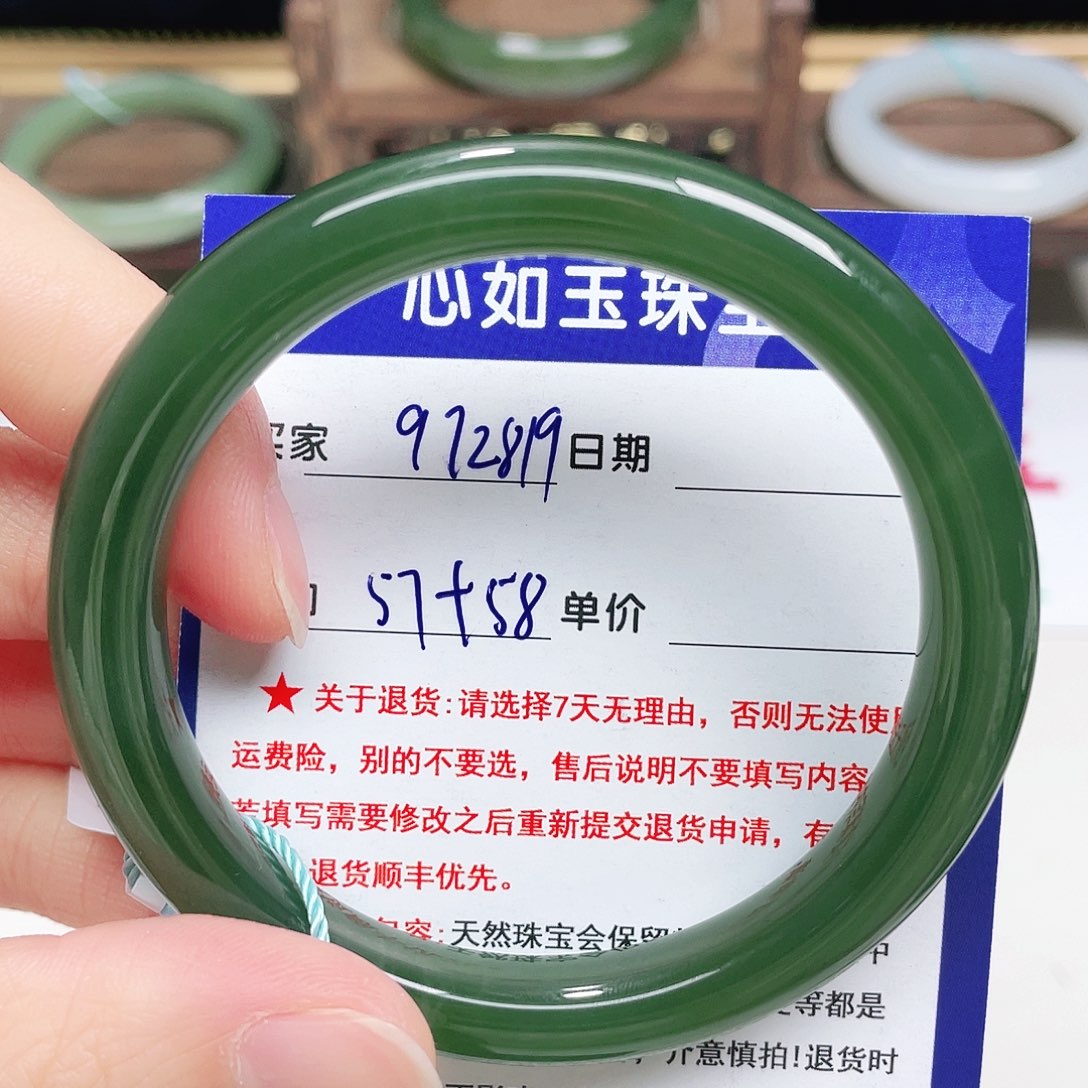 心如玉珠宝
买家 972819 日期
57+58 单价
★ 关于退货:请选择7天无理由，否则无法使用
运费险，别的不要选，售后说明不要填写内容
若填写需要修改之后重新提交退货申请，有
退货顺丰优先。
内容:天然珠宝会保留
中
等都是
，介意慎拍!退货时